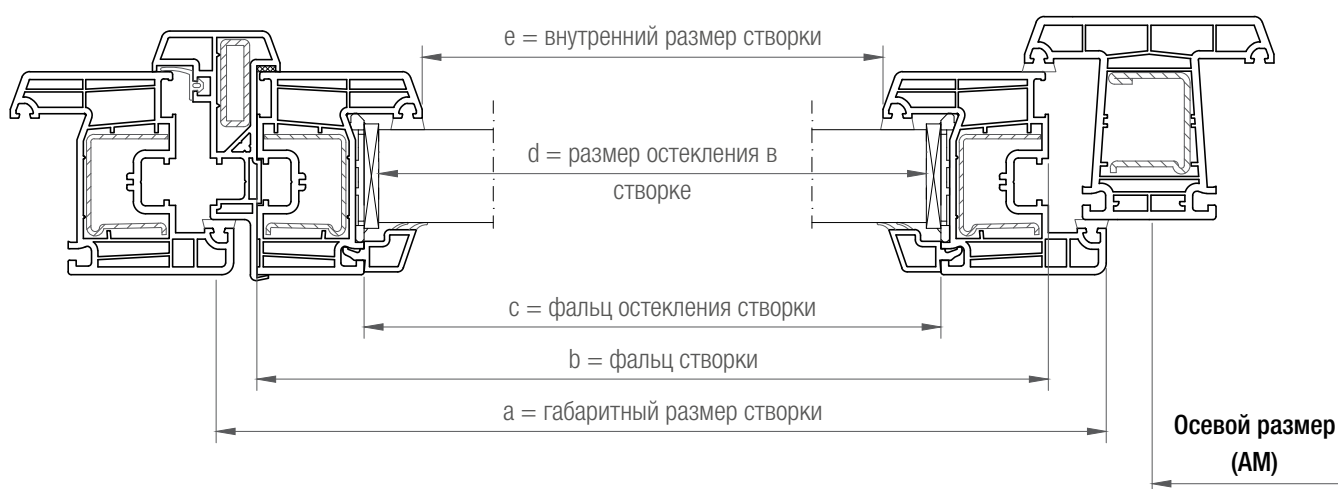 e = внутренний размер створки
d = размер остекления в
створке
c = фальц остекления створки
b = фальц створки
a = габаритный размер створки
Осевой размер
(AM)